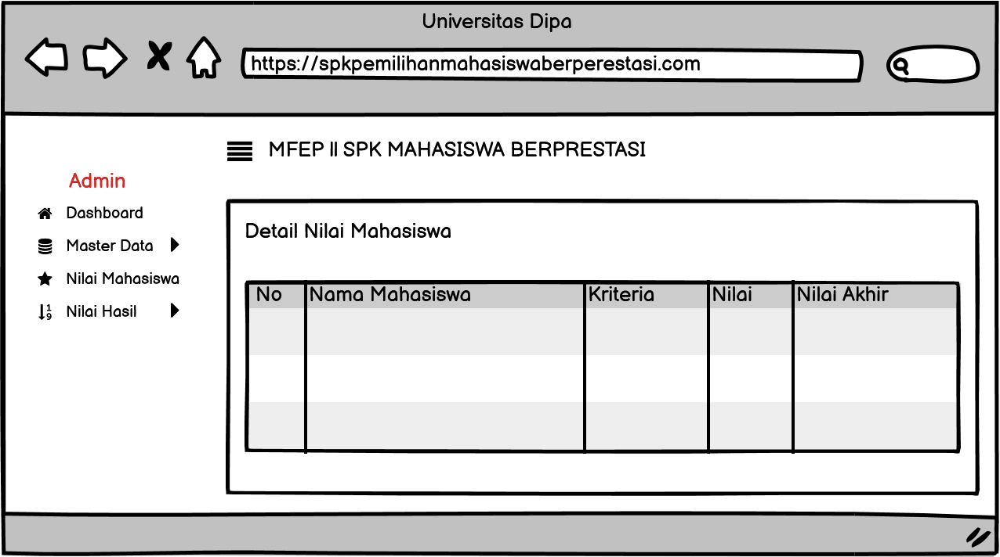 Universitas Dipa
https://spkpemilihanmahasiswaberperestasi.com
MFEP || SPK MAHASISWA BERPRESTASI
Admin
Dashboard
Master Data
Nilai Mahasiswa
Nilai Hasil
Detail Nilai Mahasiswa
No Nama Mahasiswa Kriteria Nilai Nilai Akhir